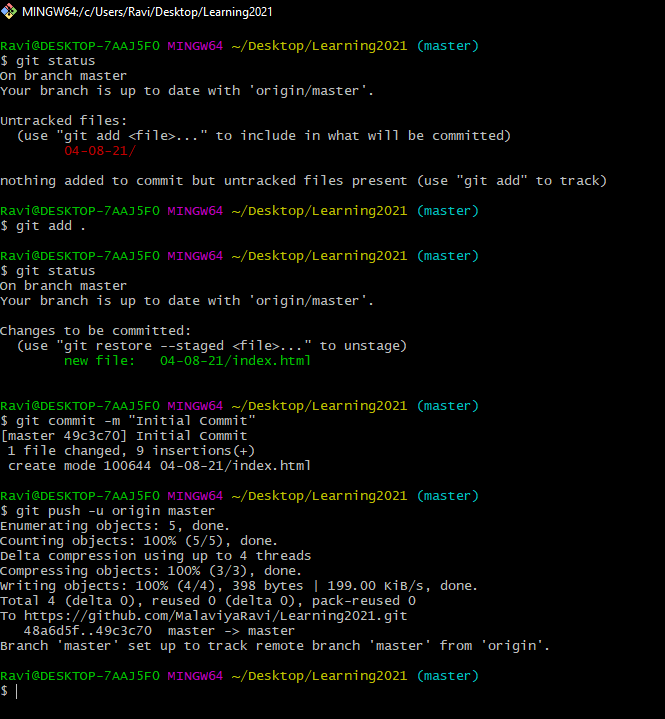 MINGW64:/c/Users/Ravi/Desktop/Learning2021
Ravi@DESKTOP-7AAJ5F0 MINGW64 ~/Desktop/Learning2021 (master)
$ git status
On branch master
Your branch is up to date with 'origin/master'.
Untracked files:
  (use "git add <file>..." to include in what will be committed)
        04-08-21/
nothing added to commit but untracked files present (use "git add" to track)
Ravi@DESKTOP-7AAJ5F0 MINGW64 ~/Desktop/Learning2021 (master)
$ git add .
Ravi@DESKTOP-7AAJ5F0 MINGW64 ~/Desktop/Learning2021 (master)
$ git status
On branch master
Your branch is up to date with 'origin/master'.
Changes to be committed:
  (use "git restore --staged <file>..." to unstage)
        new file:   04-08-21/index.html
Ravi@DESKTOP-7AAJ5F0 MINGW64 ~/Desktop/Learning2021 (master)
$ git commit -m "Initial Commit"
[master 49c3c70] Initial Commit
 1 file changed, 9 insertions(+)
 create mode 100644 04-08-21/index.html
Ravi@DESKTOP-7AAJ5F0 MINGW64 ~/Desktop/Learning2021 (master)
$ git push -u origin master
Enumerating objects: 5, done.
Counting objects: 100% (5/5), done.
Delta compression using up to 4 threads
Compressing objects: 100% (3/3), done.
Writing objects: 100% (4/4), 398 bytes | 199.00 KiB/s, done.
Total 4 (delta 0), reused 0 (delta 0), pack-reused 0
To https://github.com/MalaviyaRavi/Learning2021.git
   48a6d5f..49c3c70  master -> master
Branch 'master' set up to track remote branch 'master' from 'origin'.
Ravi@DESKTOP-7AAJ5F0 MINGW64 ~/Desktop/Learning2021 (master)
$